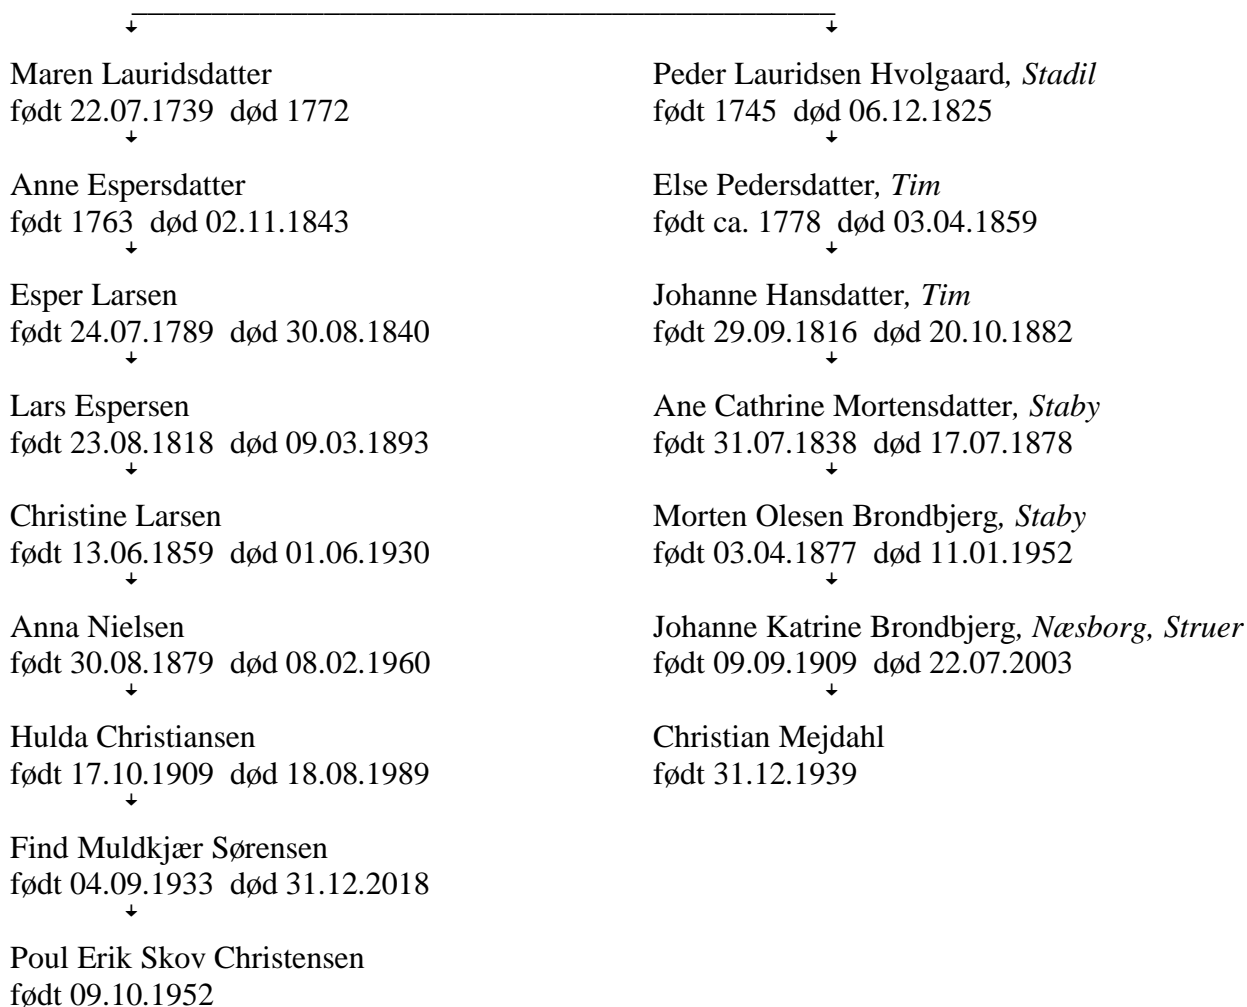 Maren Lauridsdatter
født 22.07.1739 død 1772
Anne Espersdatter
født 1763 død 02.11.1843
Esper Larsen
født 24.07.1789 død 30.08.1840
Lars Espersen
født 23.08.1818 død 09.03.1893
Christine Larsen
født 13.06.1859 død 01.06.1930
Anna Nielsen
født 30.08.1879 død 08.02.1960
Hulda Christiansen
født 17.10.1909 død 18.08.1989
Find Muldkjær Sørensen
født 04.09.1933 død 31.12.2018
Poul Erik Skov Christensen
født 09.10.1952
Peder Lauridsen Hvolgaard, Stadil
født 1745 død 06.12.1825
Else Pedersdatter, Tim
født ca. 1778 død 03.04.1859
Johanne Hansdatter, Tim
født 29.09.1816 død 20.10.1882
Ane Cathrine Mortensdatter, Staby
født 31.07.1838 død 17.07.1878
Morten Olesen Brondbjerg, Staby
født 03.04.1877 død 11.01.1952
Johanne Katrine Brondbjerg, Næsborg, Struer
født 09.09.1909 død 22.07.2003
Christian Mejdahl
født 31.12.1939